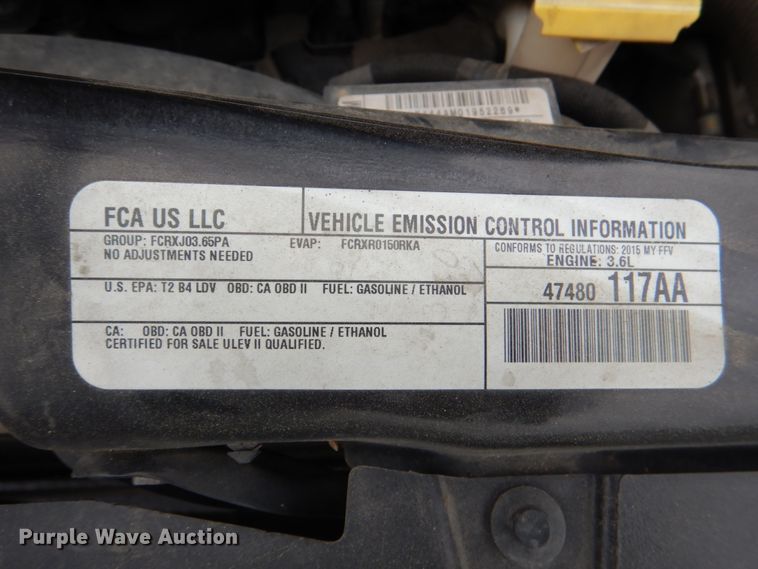 M01952269*
FCA US LLC
VEHICLE EMISSION CONTROL INFORMATION
GROUP: FCRXJ03.65PA EVAP: FCRXR0150RKA
NO ADJUSTMENTS NEEDED
CONFORMS TO REGULATIONS: 2015 MY FFV
ENGINE: 3.6L
U.S. EPA: T2 B4 LDV OBD: CA OBD II FUEL: GASOLINE / ETHANOL
47480 117AA
CA: OBD: CA OBD II FUEL: GASOLINE / ETHANOL
CERTIFIED FOR SALE ULEV II QUALIFIED.
Purple Wave Auction